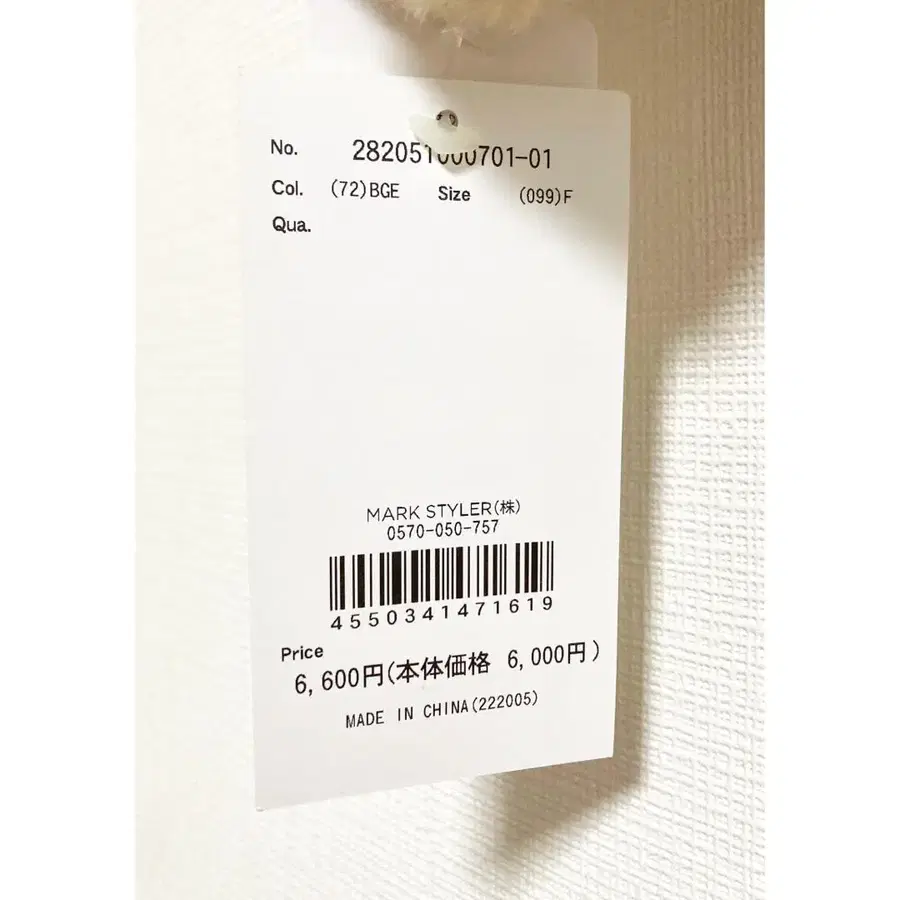 No. 282051000701-01
Col. (72)BGE Size (099)F
Qua.
MARK STYLER(株)
0570-050-757
4550341471619
Price
6,600円(本体価格 6,000円)
MADE IN CHINA(222005)